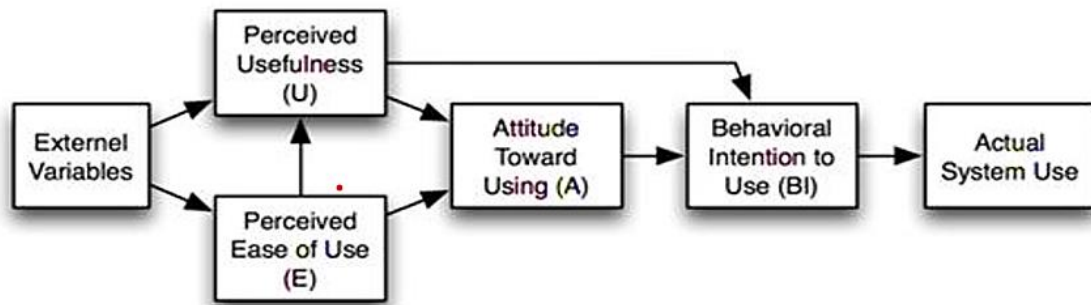 Perceived
Usefulness
(U)
Externel
Variables
Perceived
Ease of Use
(E)
Attitude
Toward
Using (A)
Behavioral
Intention to
Use (BI)
Actual
System Use